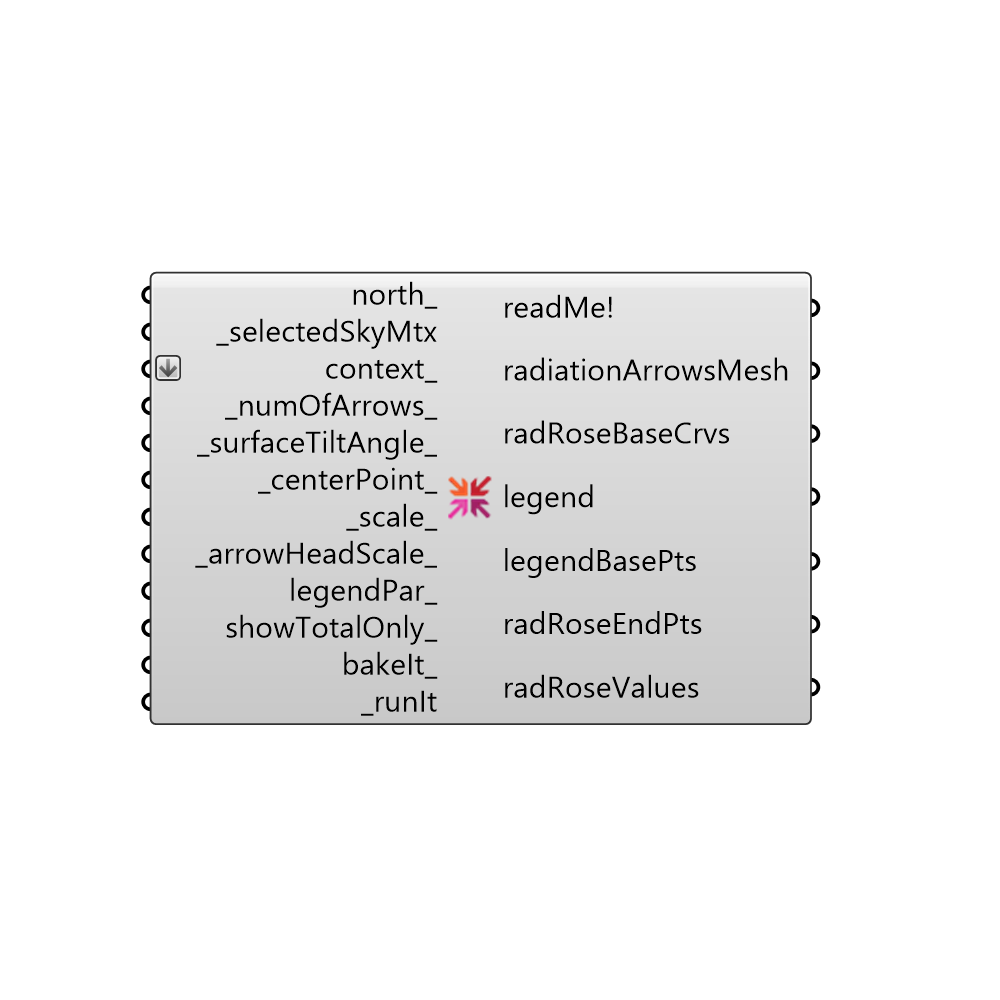 north_
_selectedSkyMtx
context_
_numOfArrows_
_surfaceTiltAngle_
_centerPoint_
_scale_
_arrowHeadScale_
legendPar_
showTotalOnly_
bakeIt_
_runIt
readMe!
radiationArrowsMesh
radRoseBaseCrvs
legend
legendBasePts
radRoseEndPts
radRoseValues